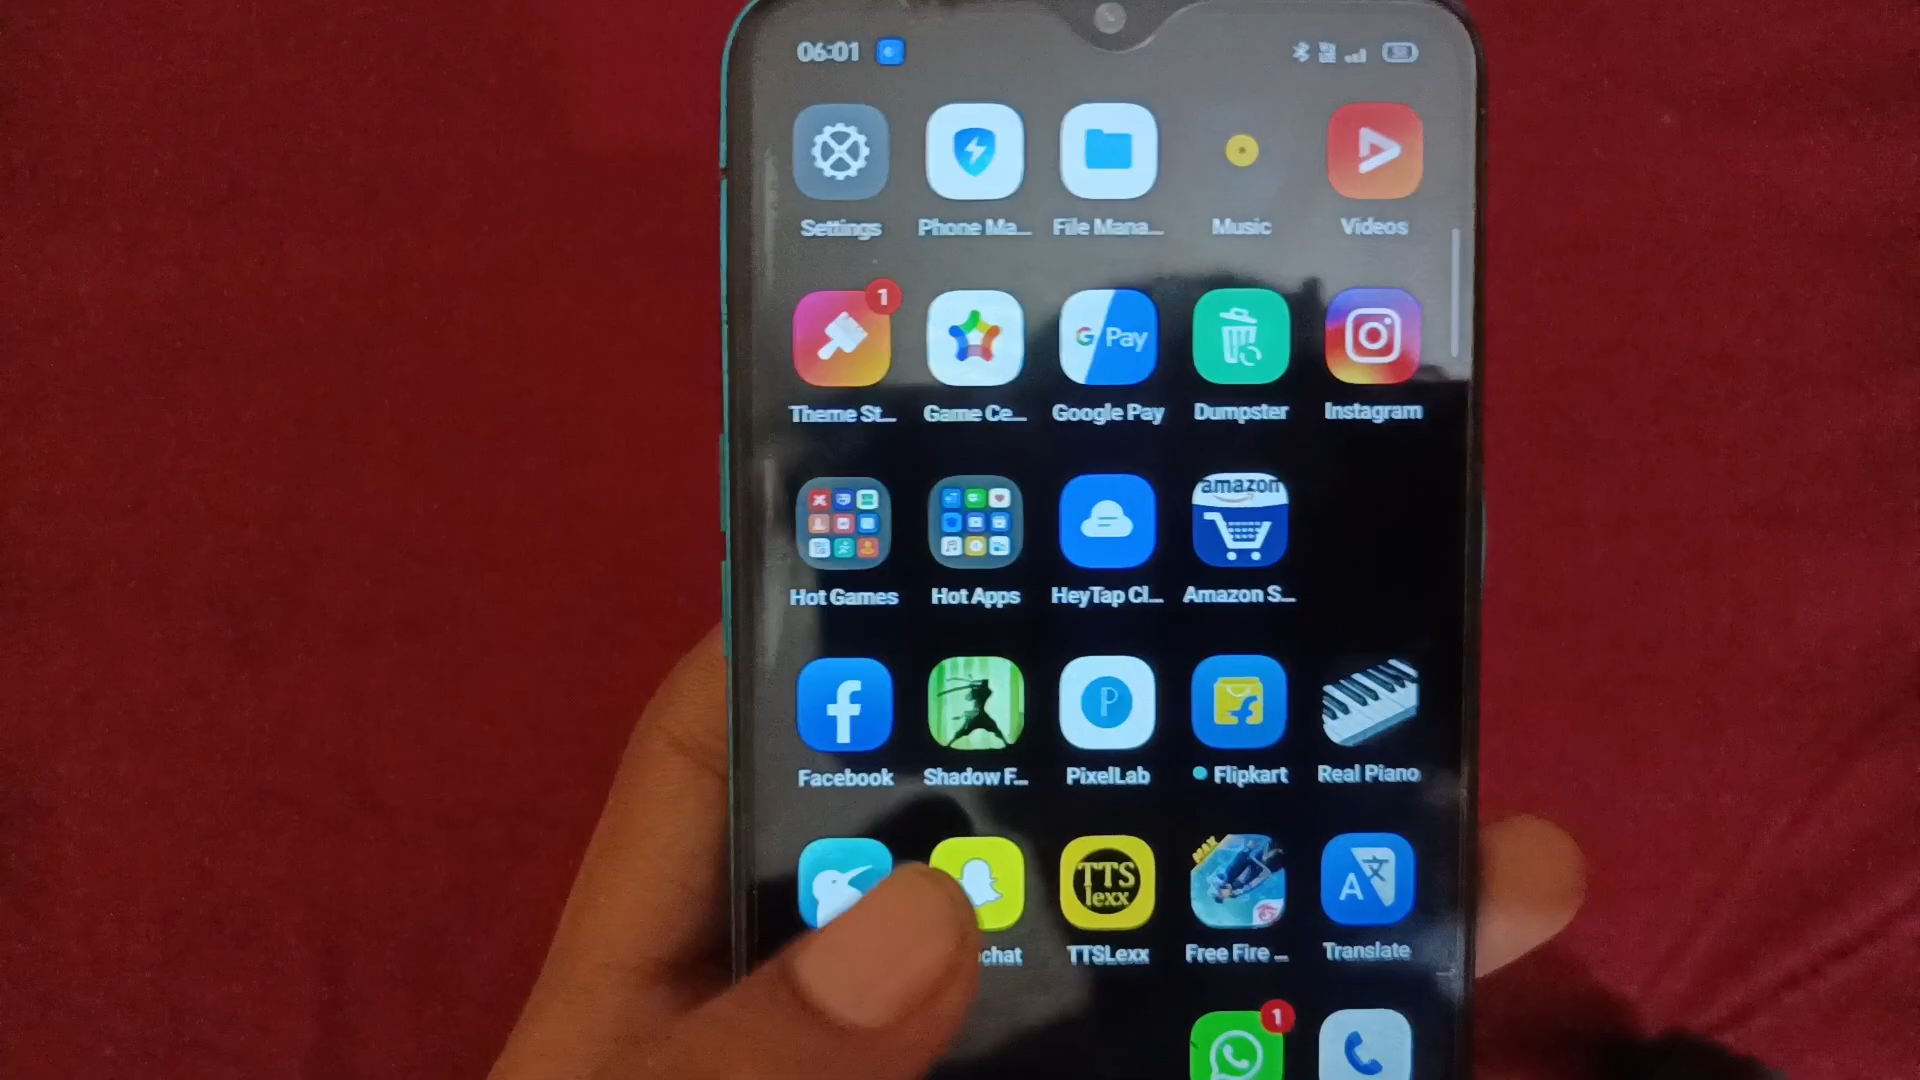 06:01
Settings Phone Ma... File Mana... Music Videos
1
G Pay
Theme St... Game Ce... Google Pay Dumpster Instagram
amazon
Hot Games Hot Apps HeyTap Cl... Amazon S...
f P f
Facebook Shadow F... PixelLab Flipkart Real Piano
MAX
TTS
lexx
A 文
chat TTSLexx Free Fire ... Translate
1